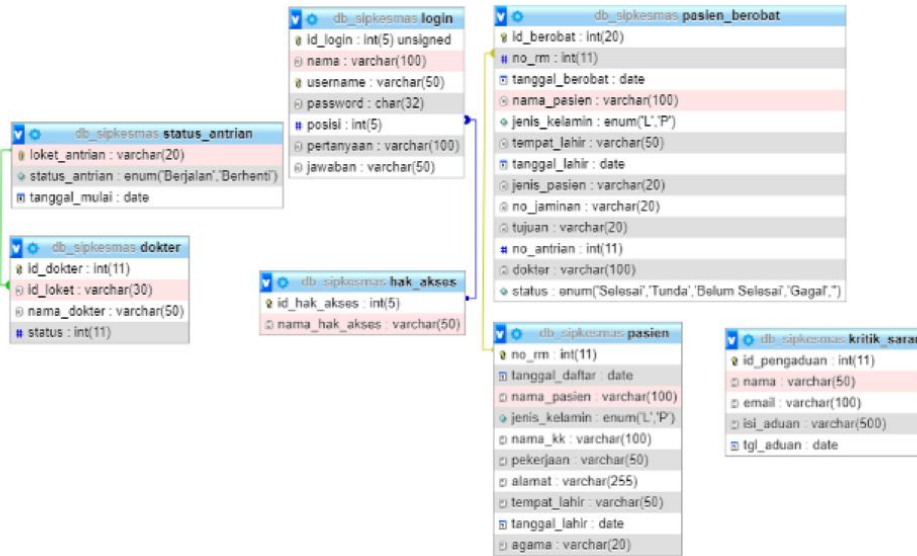 db_sipkesmas status_antrian
loket_antrian : varchar(20)
status_antrian : enum('Berjalan','Berhenti')
tanggal_mulai : date
db_sipkesmas dokter
id_dokter : int(11)
id_loket : varchar(30)
nama_dokter : varchar(50)
status : int(11)
db_sipkesmas login
id_login : int(5) unsigned
nama : varchar(100)
username : varchar(50)
password : char(32)
posisi : int(5)
pertanyaan : varchar(100)
jawaban : varchar(50)
db_sipkesmas hak_akses
id_hak_akses : int(5)
nama_hak_akses : varchar(50)
db_sipkesmas pasien_berobat
id_berobat : int(20)
no_rm : int(11)
tanggal_berobat : date
nama_pasien : varchar(100)
jenis_kelamin : enum('L','P')
tempat_lahir : varchar(50)
tanggal_lahir : date
jenis_pasien : varchar(20)
no_jaminan : varchar(20)
tujuan : varchar(20)
no_antrian : int(11)
dokter : varchar(100)
status : enum('Selesai','Tunda','Belum Selesai','Gagal','')
db_sipkesmas pasien
no_rm : int(11)
tanggal_daftar : date
nama_pasien : varchar(100)
jenis_kelamin : enum('L','P')
nama_kk : varchar(100)
pekerjaan : varchar(50)
alamat : varchar(255)
tempat_lahir : varchar(50)
tanggal_lahir : date
agama : varchar(20)
db_sipkesmas kritik_saran
id_pengaduan : int(11)
nama : varchar(50)
email : varchar(100)
isi_aduan : varchar(500)
tgl_aduan : date